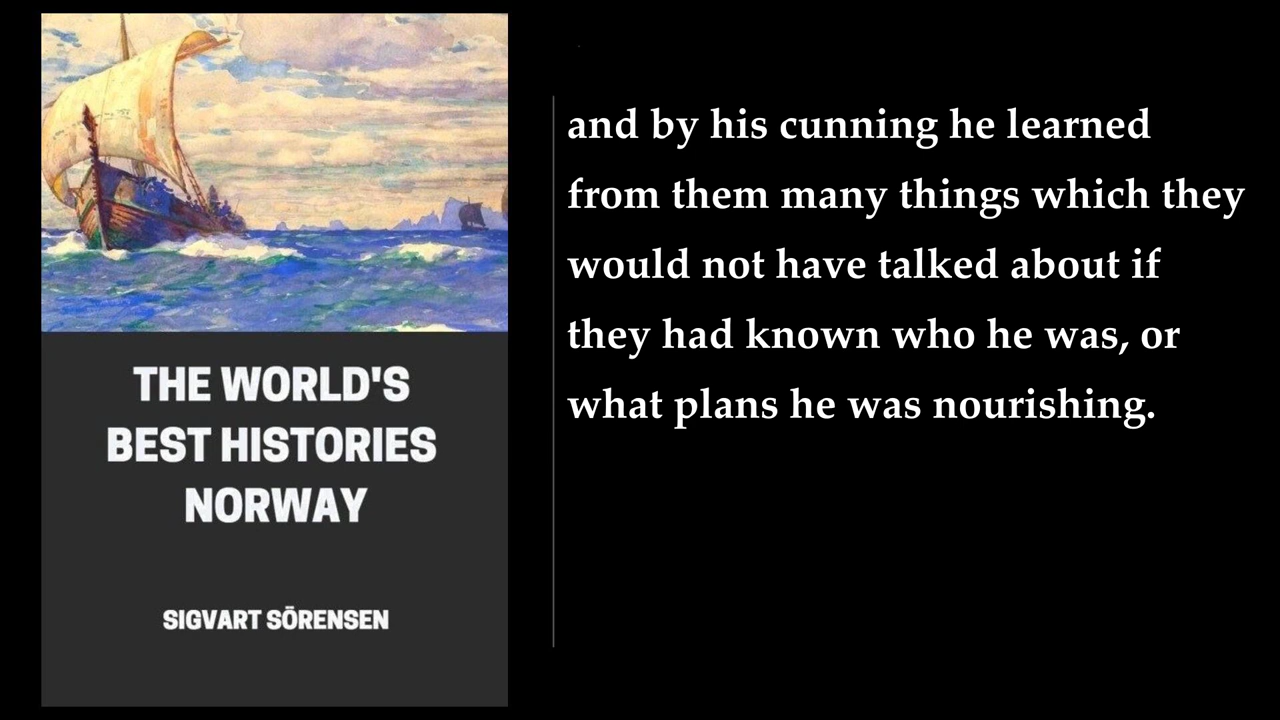 THE WORLD'S
BEST HISTORIES
NORWAY
SIGVART SÖRENSEN
and by his cunning he learned
from them many things which they
would not have talked about if
they had known who he was, or
what plans he was nourishing.